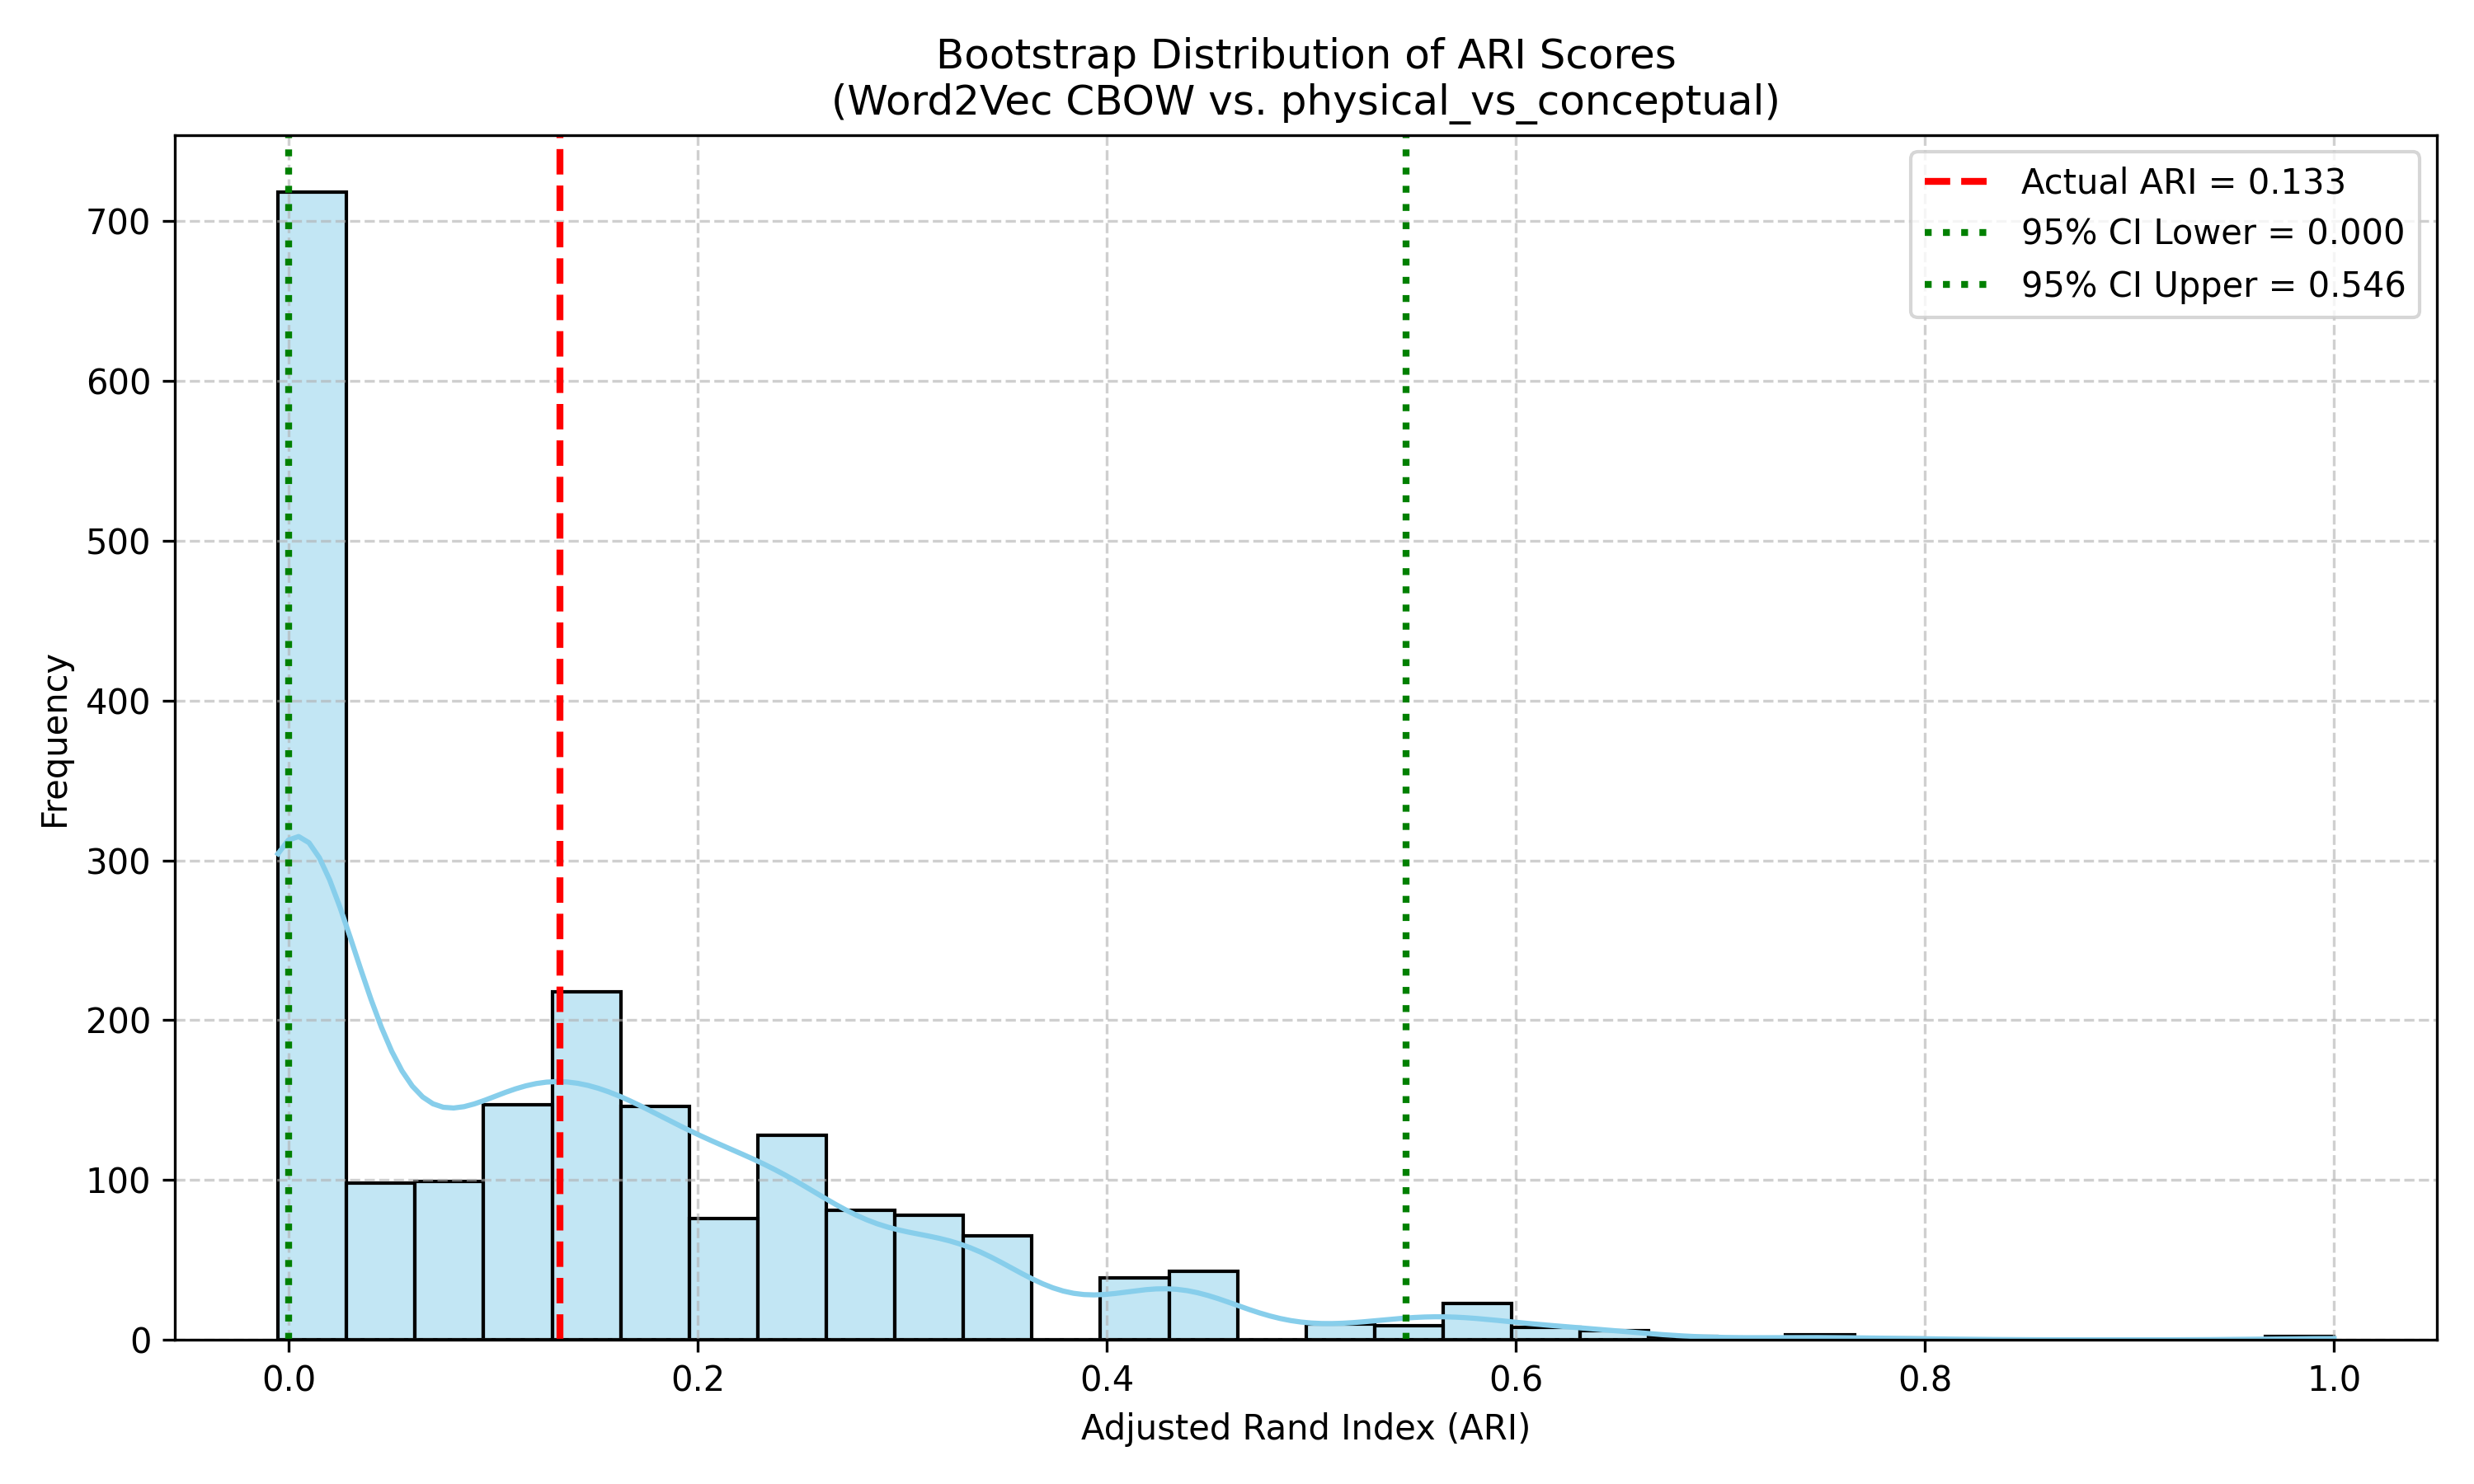 Bootstrap Distribution of ARI Scores
(Word2Vec CBOW vs. physical_vs_conceptual)
Actual ARI = 0.133
95% CI Lower = 0.000
95% CI Upper = 0.546
Frequency
700
600
500
400
300
200
100
0
0.0 0.2 0.4 0.6 0.8 1.0
Adjusted Rand Index (ARI)